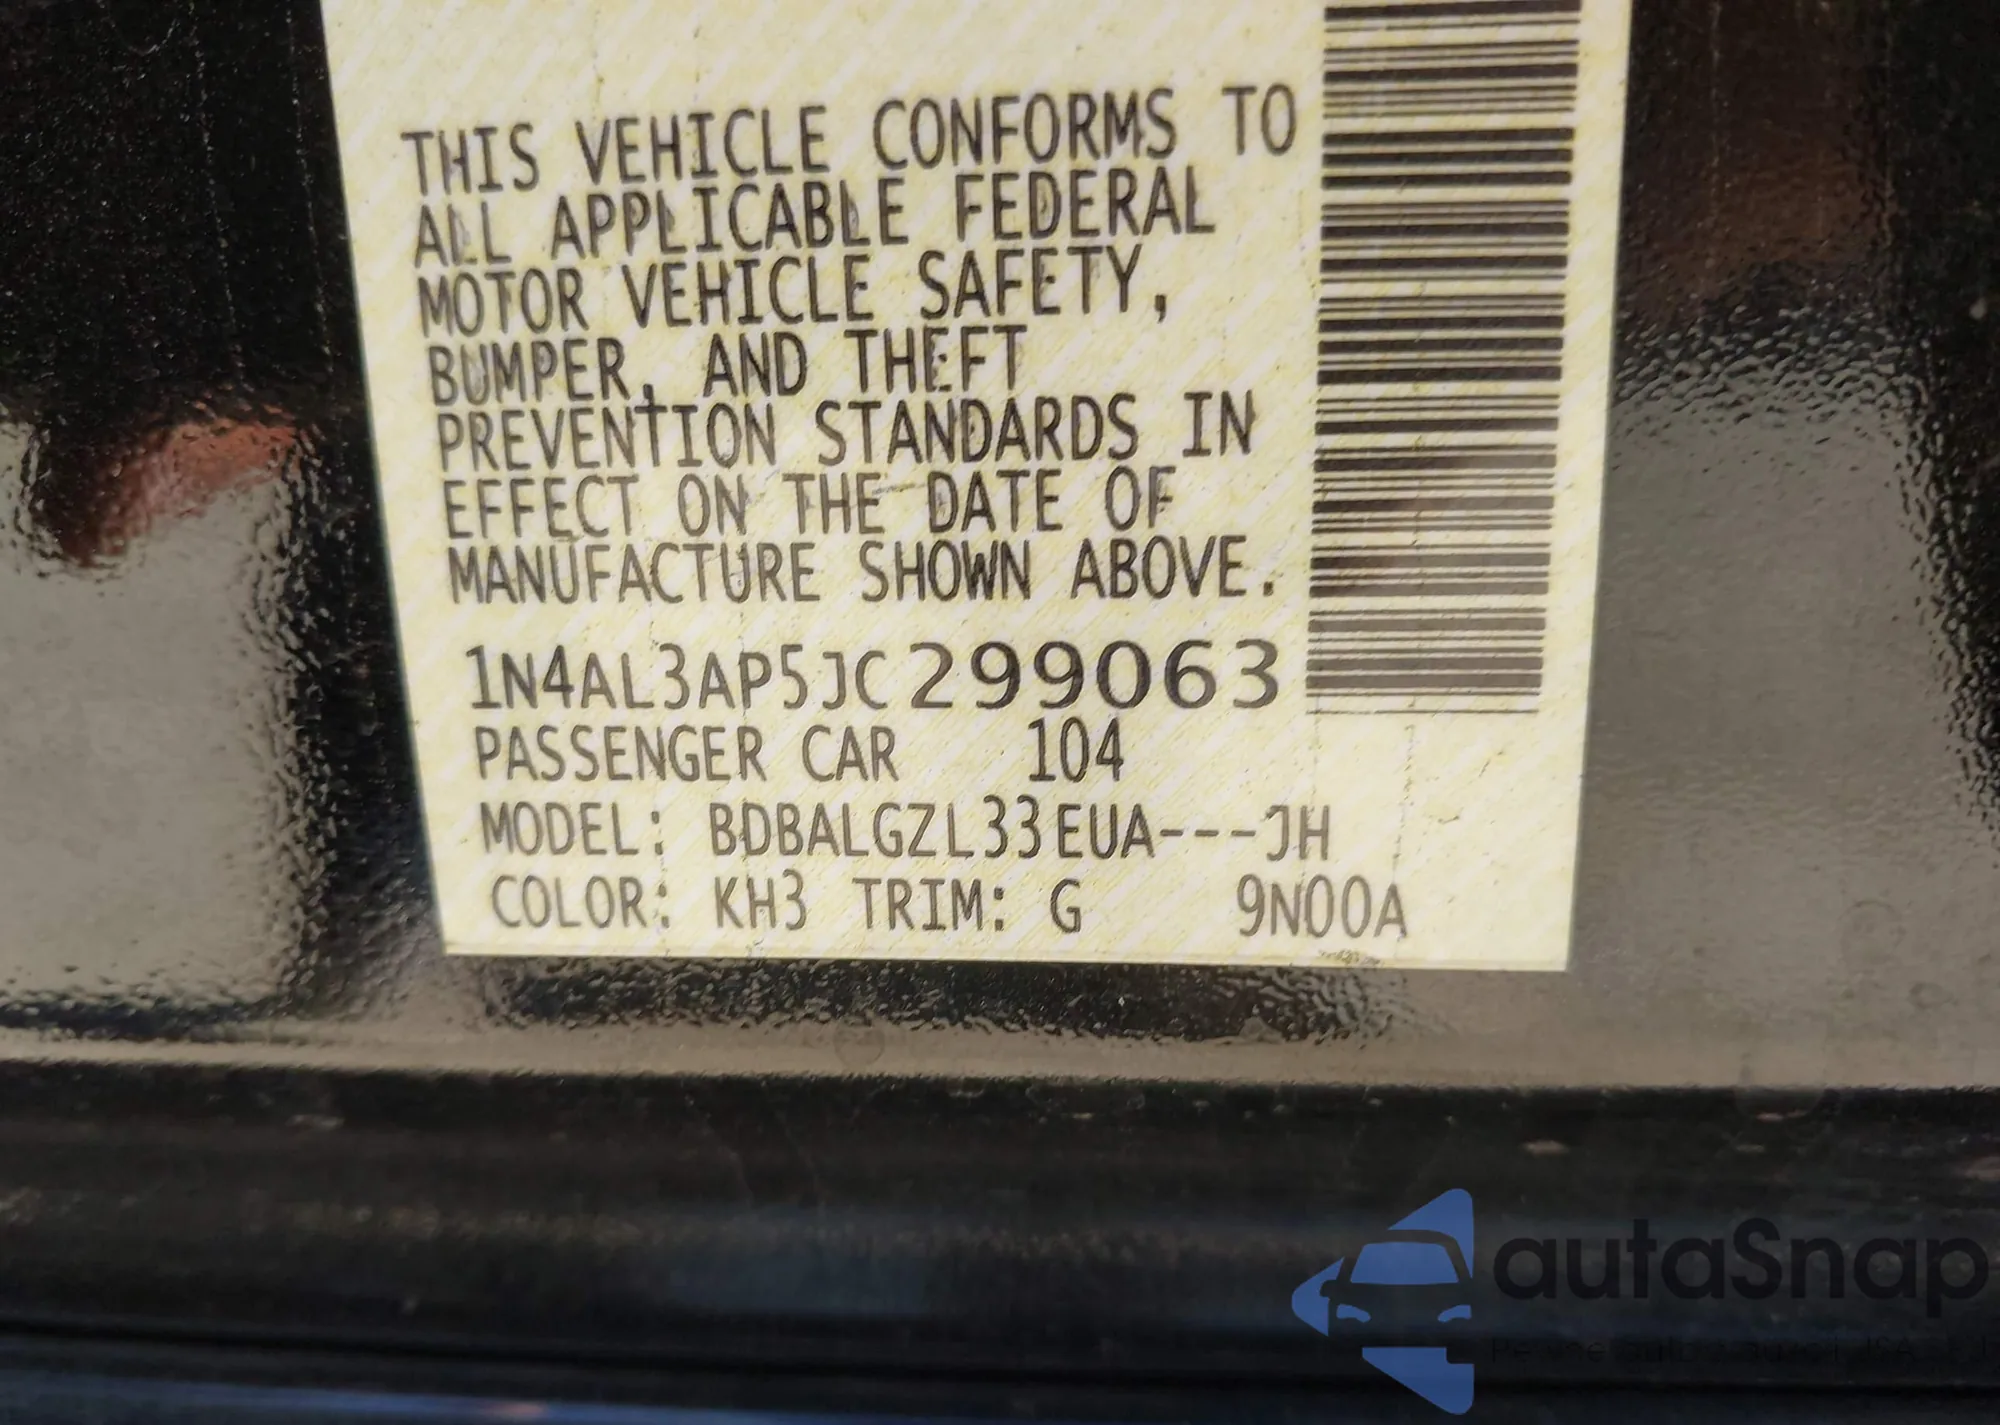 THIS VEHICLE CONFORMS TO
ALL APPLICABLE FEDERAL
MOTOR VEHICLE SAFETY,
BUMPER, AND THEFT
PREVENTION STANDARDS IN
EFFECT ON THE DATE OF
MANUFACTURE SHOWN ABOVE.
1N4AL3AP5JC299063
PASSENGER CAR 104
MODEL: BDBALGZL33EUA---JH
COLOR: KH3 TRIM: G 9N00A
autaSnap